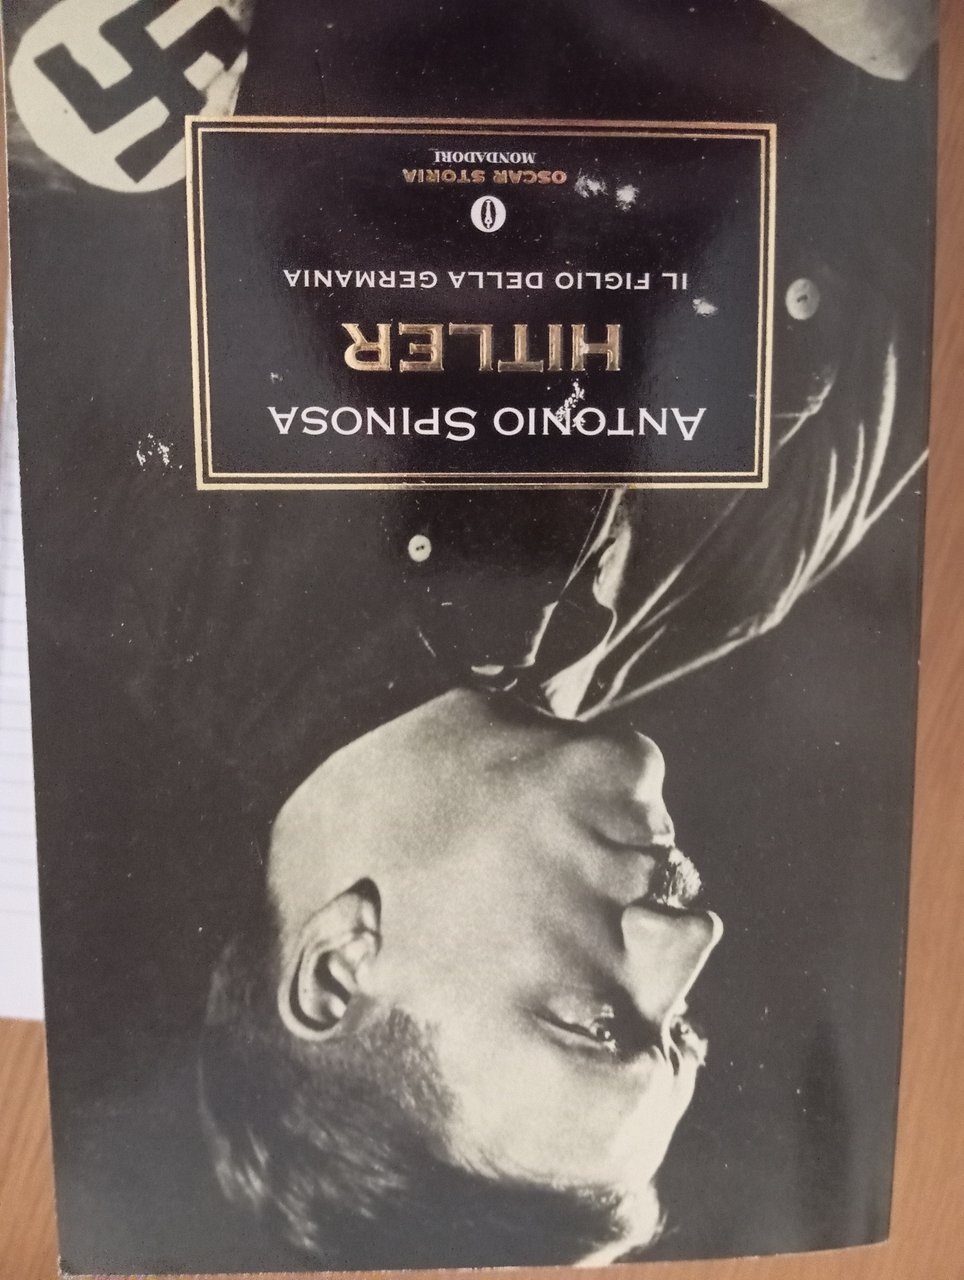 ANTONIO SPINOSA
HITLER
IL FIGLIO DELLA GERMANIA
OSCAR STORIA
MONDADORI